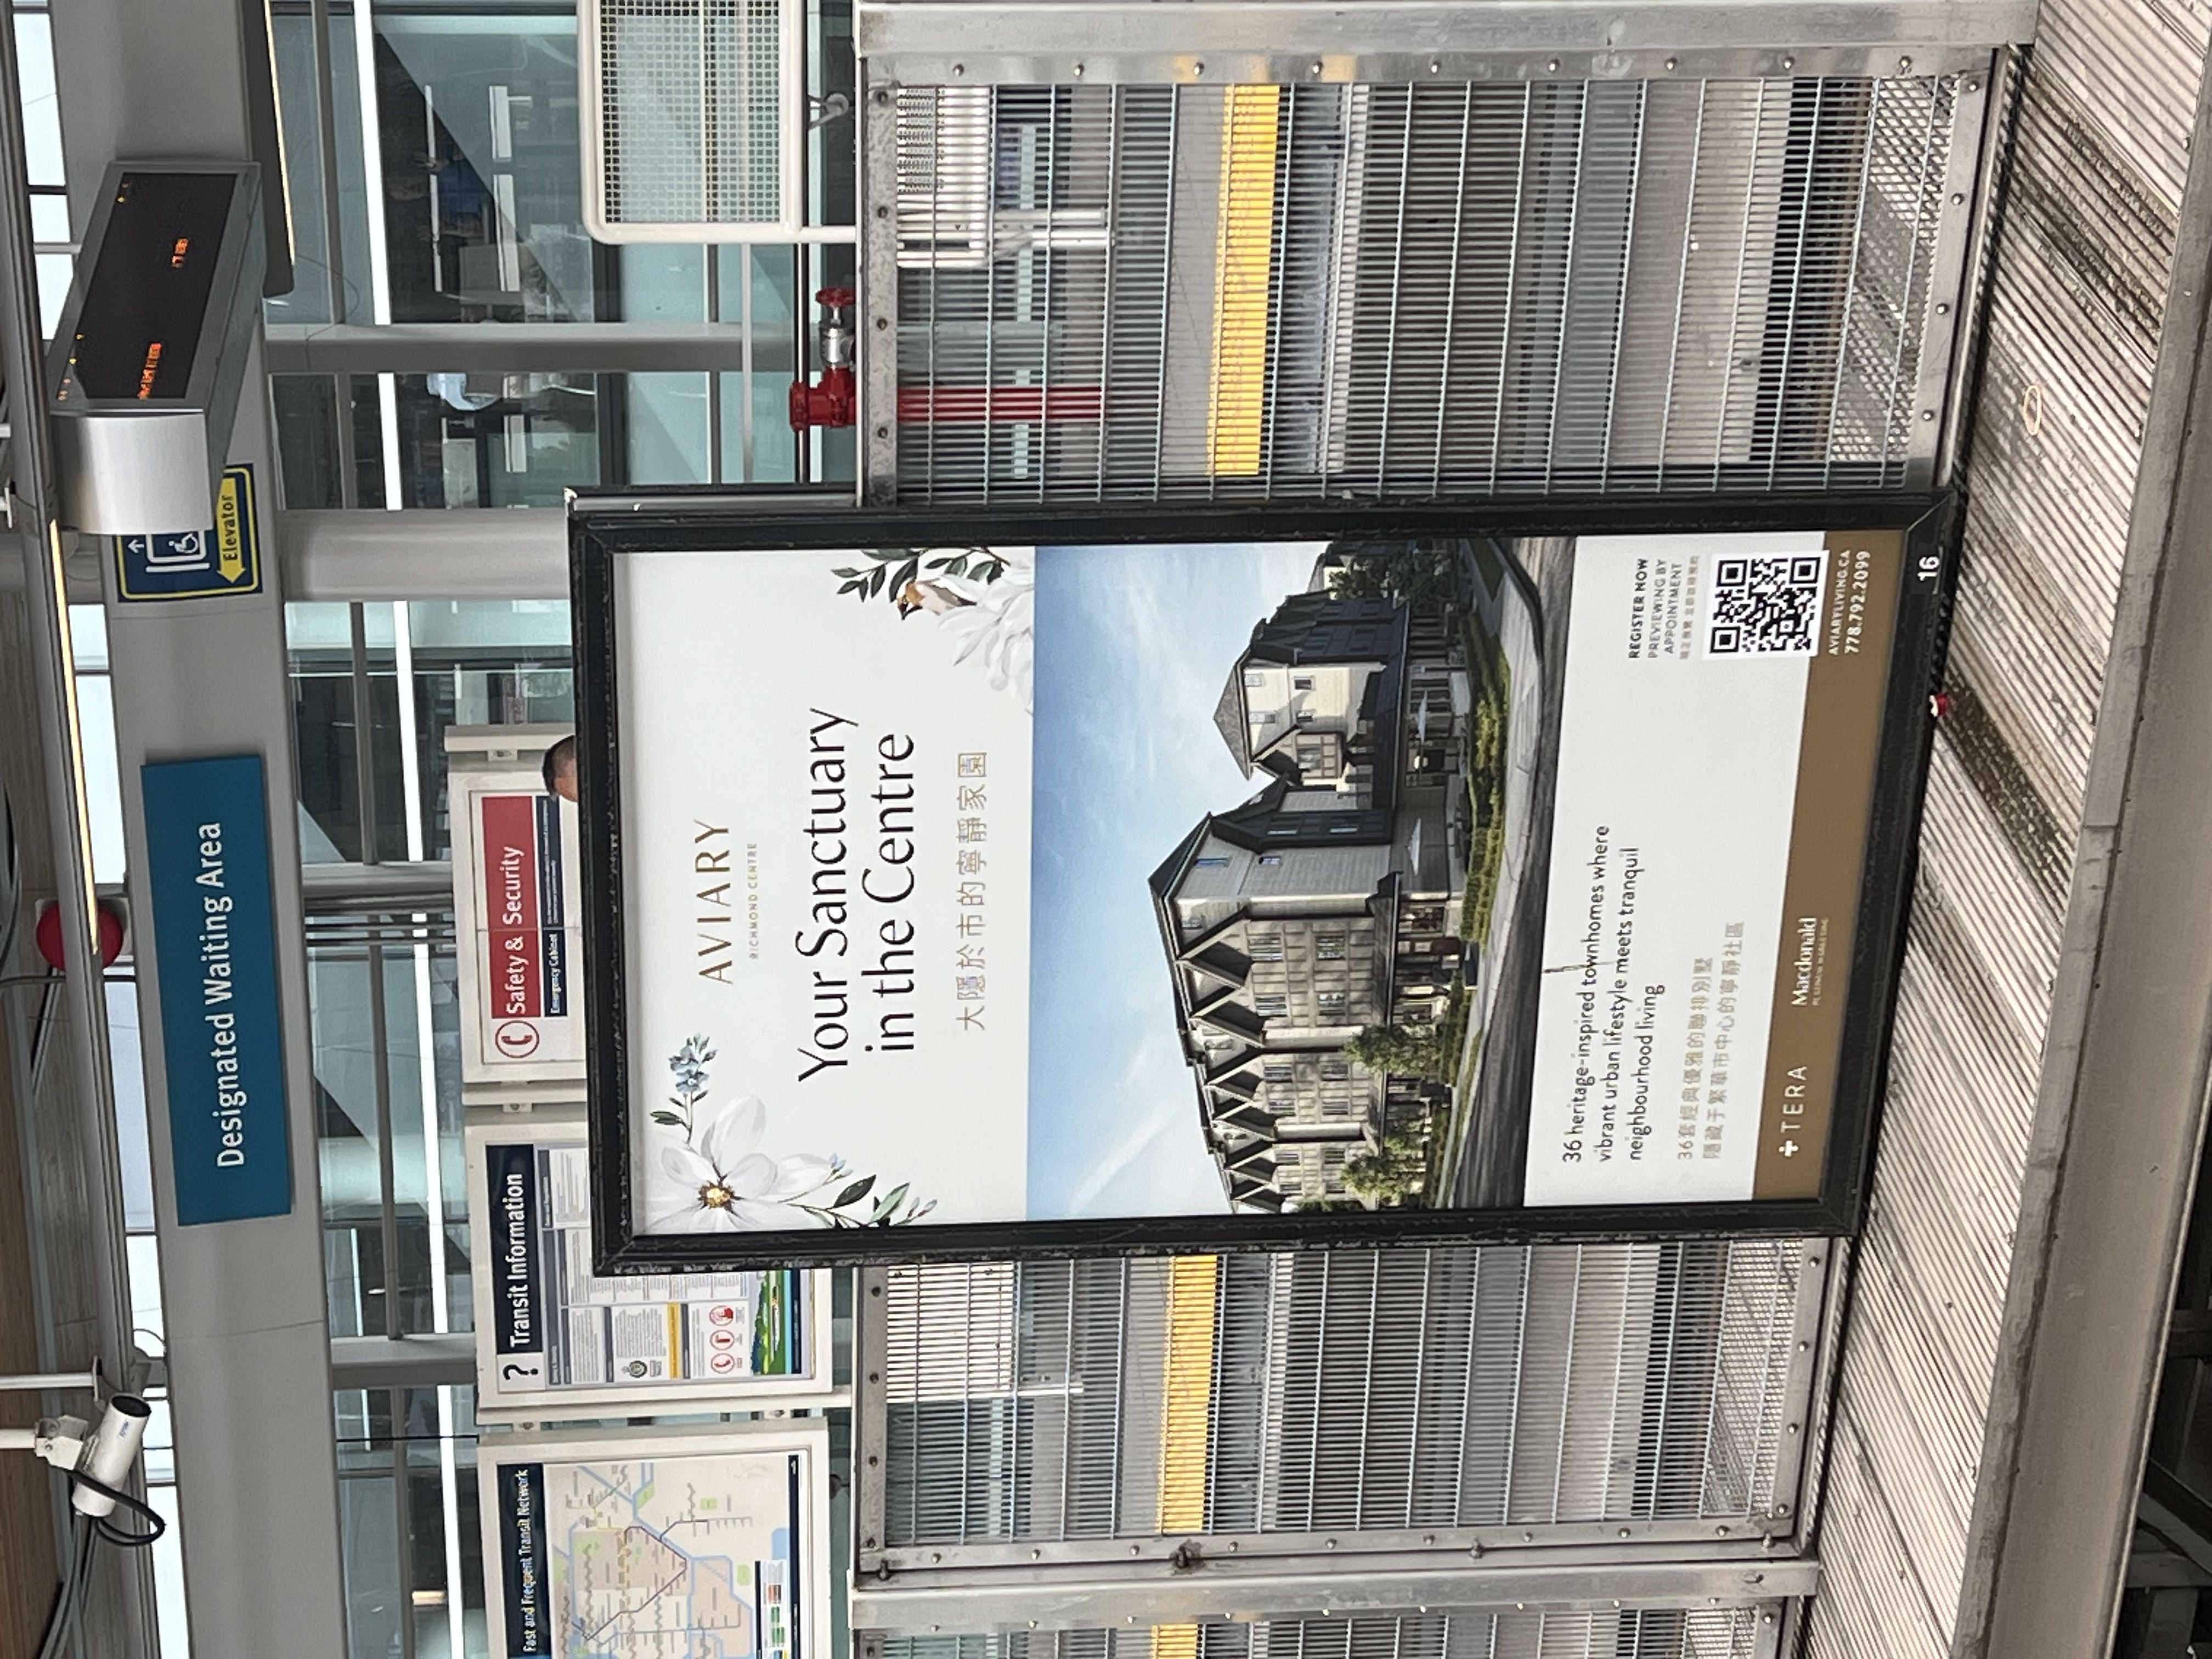 Designated Waiting Area
Elevator
Fast and Frequent Transit Network
? Transit Information
Safety & Security
Emergency Cabinet
AVIARY
RICHMOND CENTRE
Your Sanctuary
in the Centre
大隱於市的寧靜家園
36 heritage-inspired townhomes where
vibrant urban lifestyle meets tranquil
neighbourhood living
36套經典優雅的聯排別墅
隱藏于繁華市中心的寧靜社區
REGISTER NOW
PREVIEWING BY
APPOINTMENT
TERA
Macdonald
AVIARYLIVING.CA
778.792.2099
16